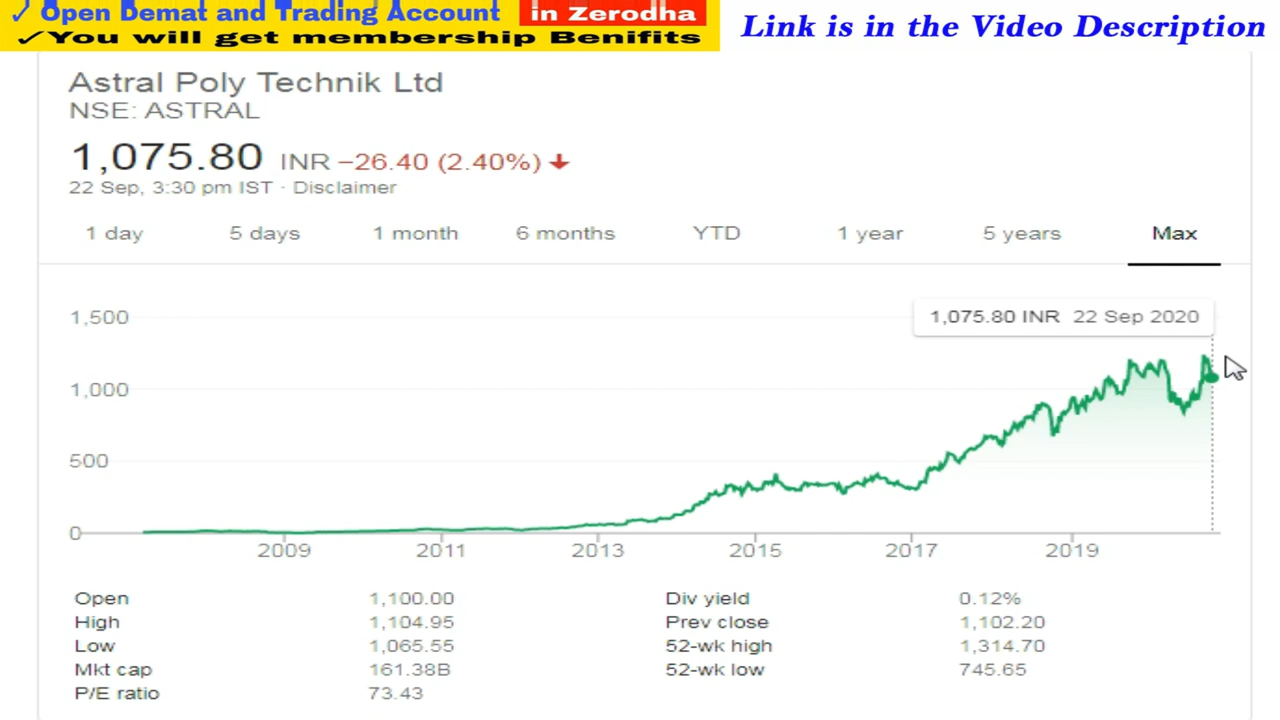 ✓ Open Demat and Trading Account in Zerodha
✓You will get membership Benifits
Link is in the Video Description
Astral Poly Technik Ltd
NSE: ASTRAL
1,075.80 INR −26.40 (2.40%) ↓
22 Sep, 3:30 pm IST · Disclaimer
1 day 5 days 1 month 6 months YTD 1 year 5 years Max
1,075.80 INR 22 Sep 2020
1,500
1,000
500
0
2009 2011 2013 2015 2017 2019
Open 1,100.00 Div yield 0.12%
High 1,104.95 Prev close 1,102.20
Low 1,065.55 52-wk high 1,314.70
Mkt cap 161.38B 52-wk low 745.65
P/E ratio 73.43